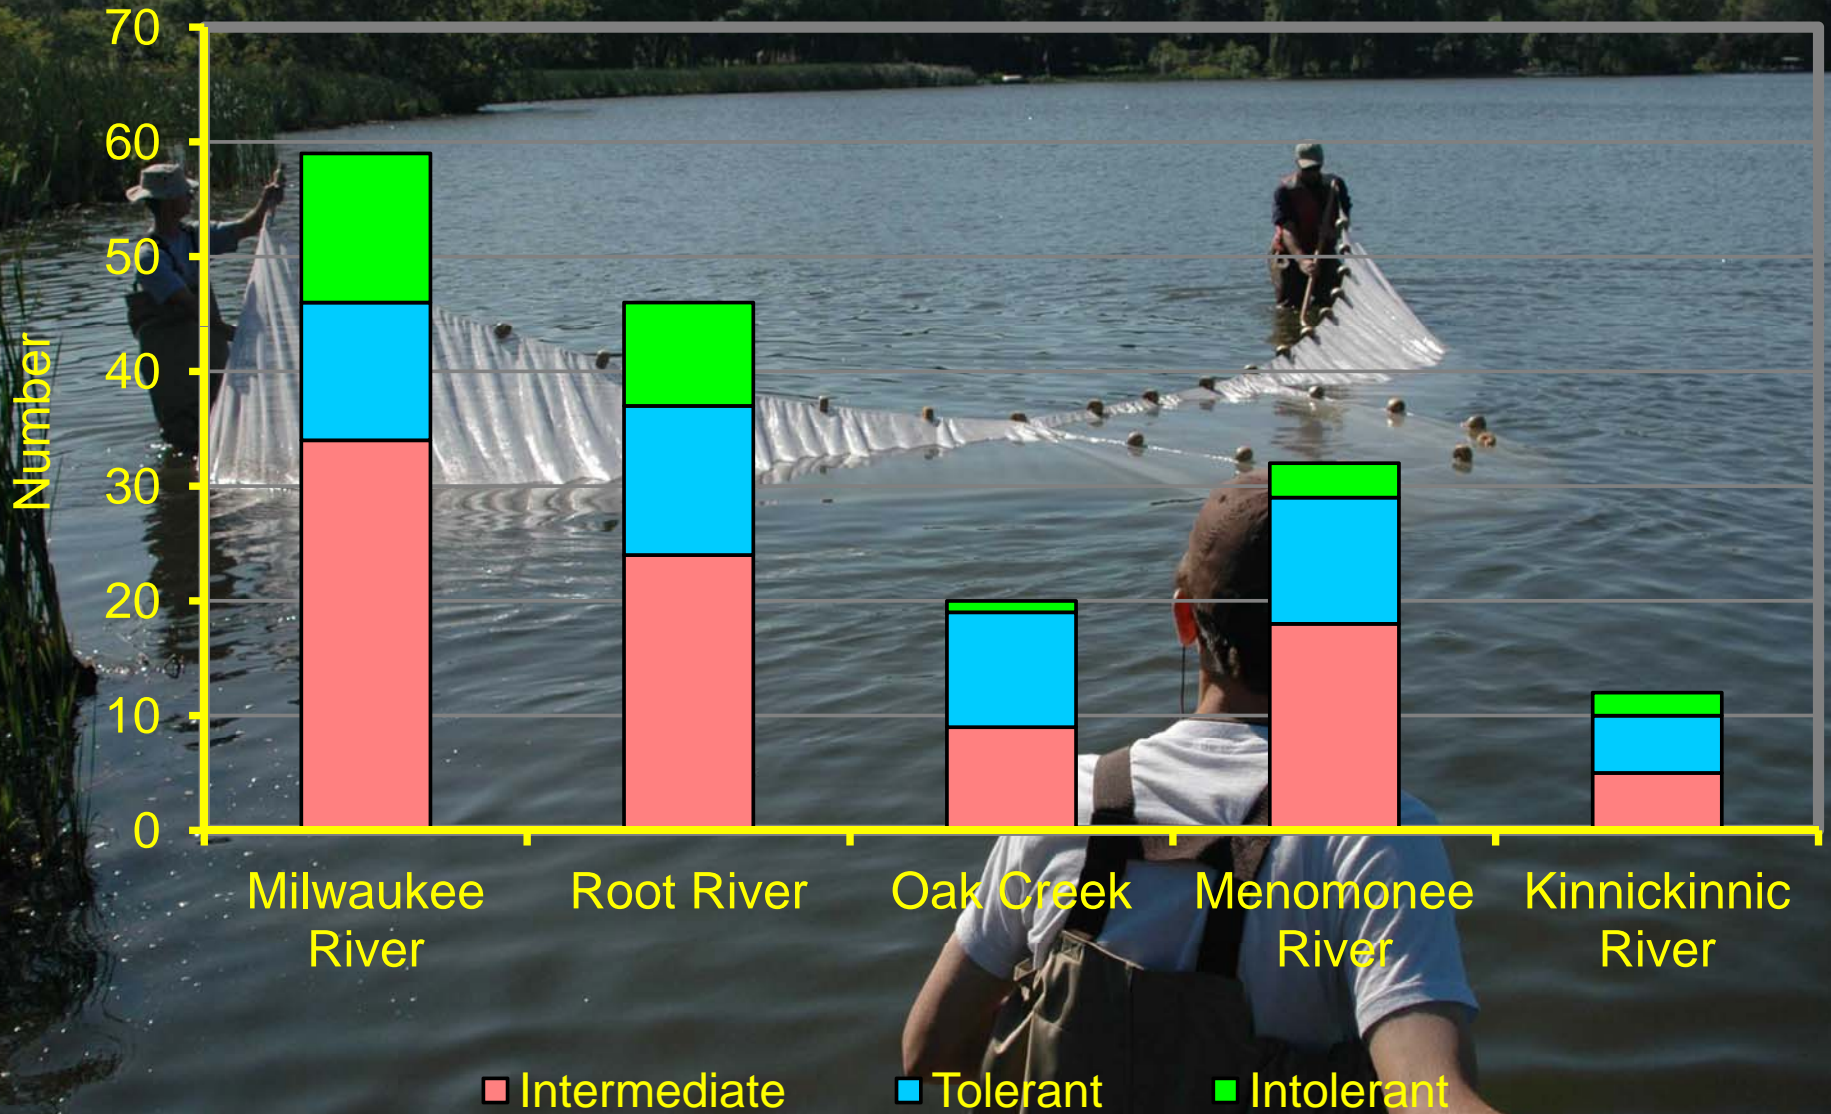 70
60
50
40
30
20
10
0
Number
Milwaukee
River
Root River
Oak Creek
Menomonee
River
Kinnickinnic
River
Intermediate
Tolerant
Intolerant